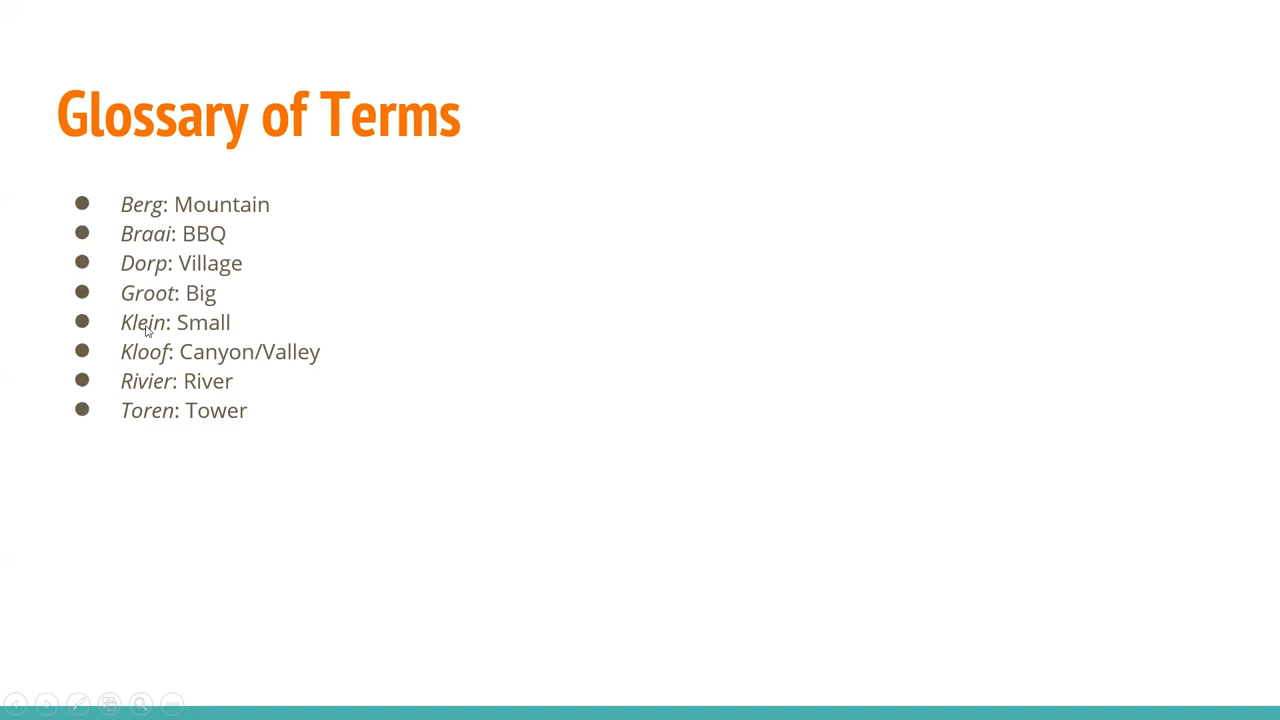 Glossary of Terms
● Berg: Mountain
● Braai: BBQ
● Dorp: Village
● Groot: Big
● Klein: Small
● Kloof: Canyon/Valley
● Rivier: River
● Toren: Tower